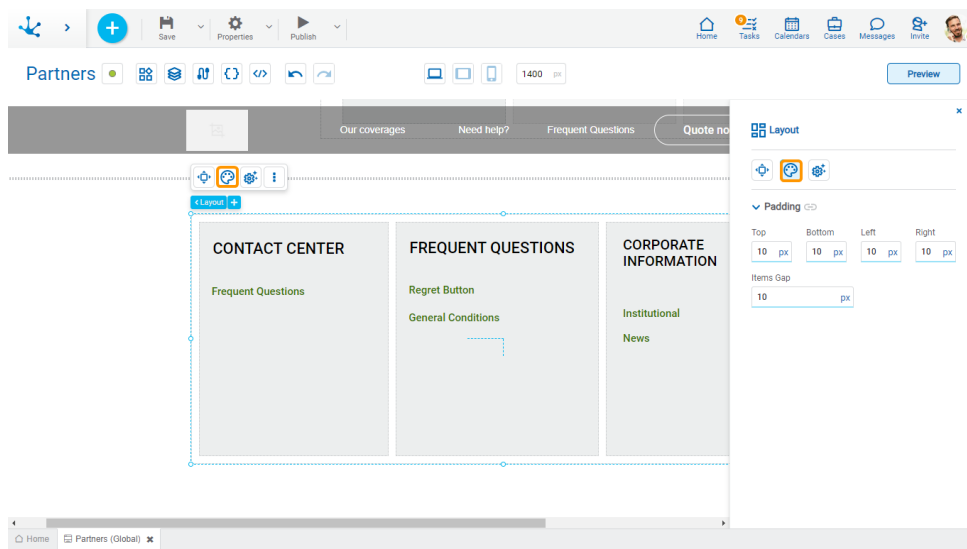 Save
Properties
Publish
Home
9
Tasks
Calendars
Cases
Messages
Invite
Partners
1400 px
Preview
Our coverages
Need help?
Frequent Questions
Quote no
Layout
Padding
Top
Bottom
Left
Right
10 px
10 px
10 px
10 px
Items Gap
10 px
Layout
CONTACT CENTER
Frequent Questions
FREQUENT QUESTIONS
Regret Button
General Conditions
CORPORATE
INFORMATION
Institutional
News
Home
Partners (Global)